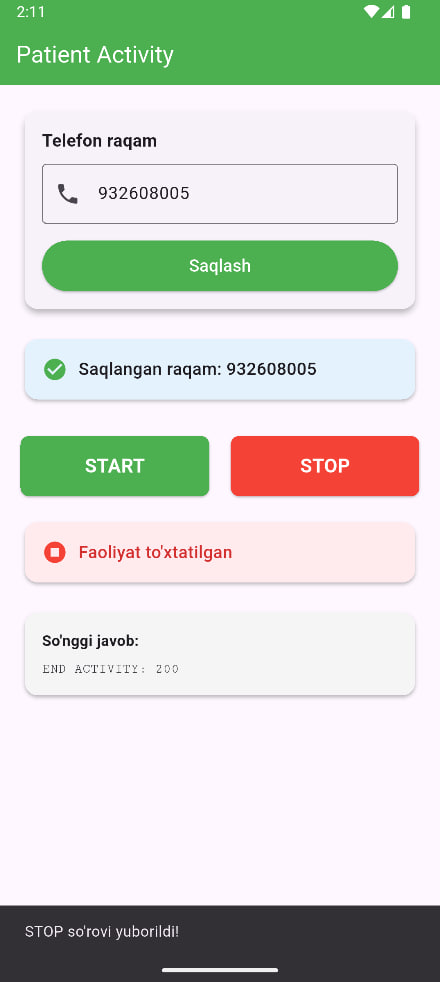 2:11
Patient Activity
Telefon raqam
932608005
Saqlash
Saqlangan raqam: 932608005
START
STOP
Faoliyat to'xtatilgan
So'nggi javob:
END ACTIVITY: 200
STOP so'rovi yuborildi!